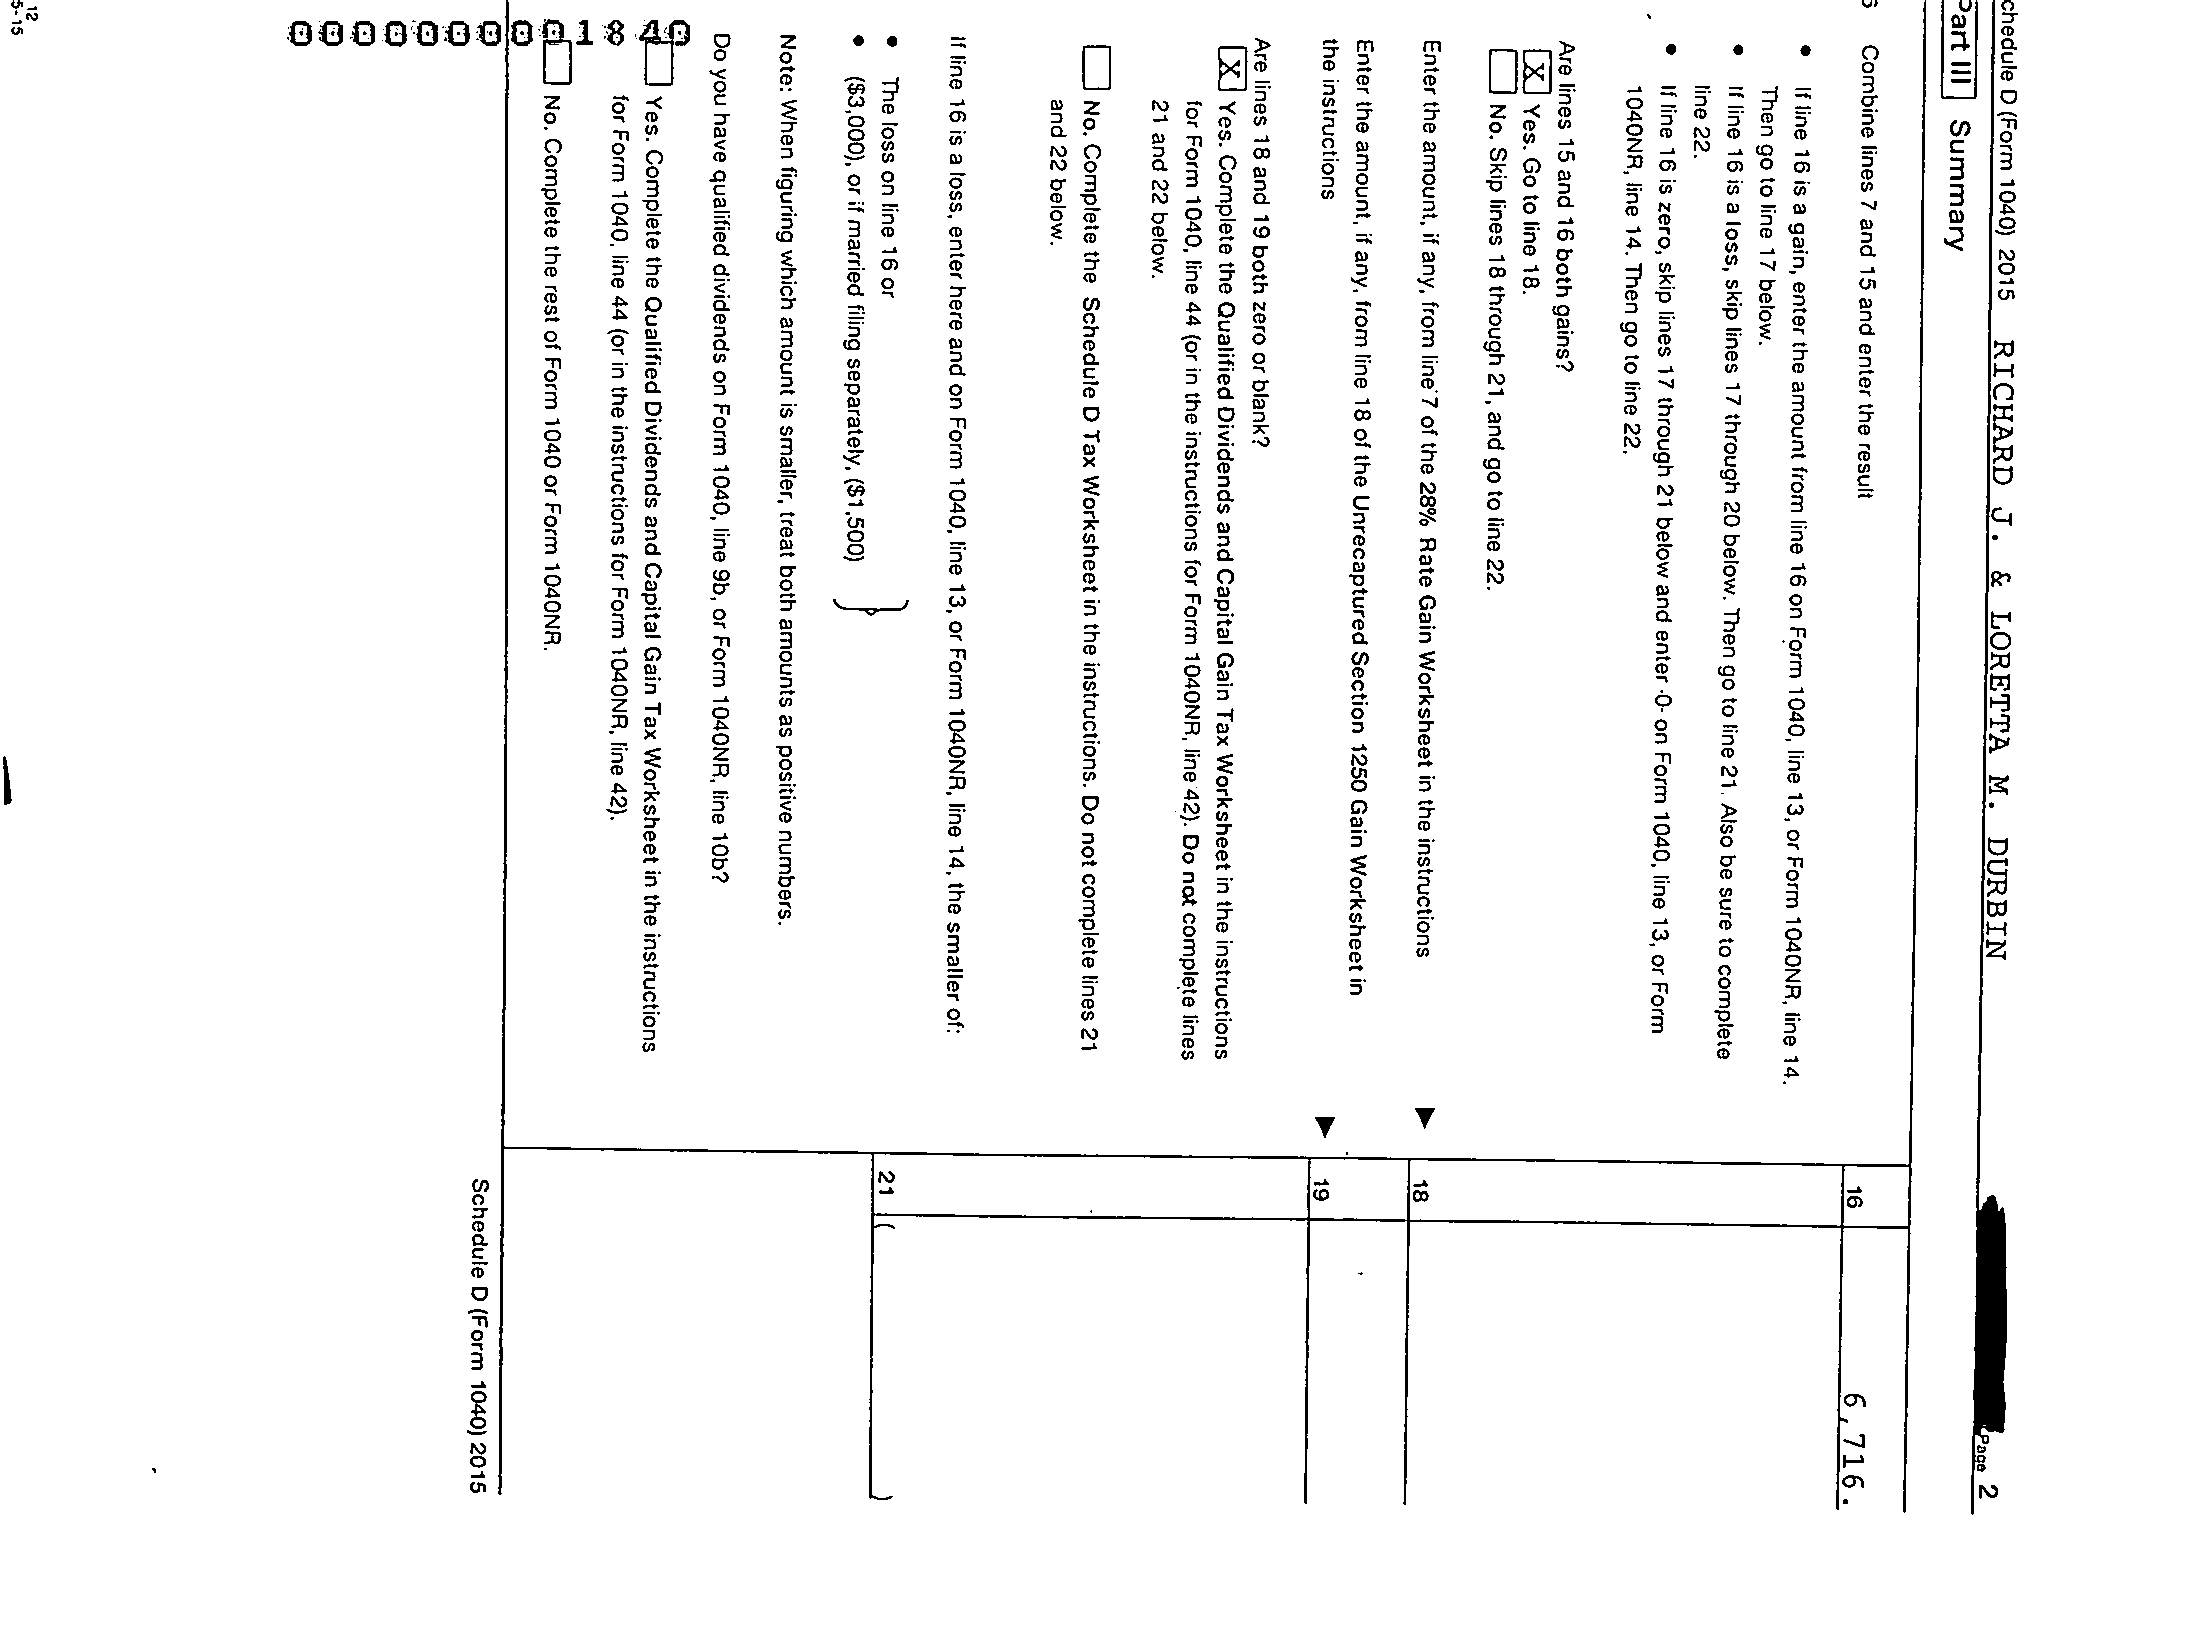 chedule D (Form 1040) 2015 RICHARD J. & LORETTA M. DURBIN Page 2
Part III Summary
6 Combine lines 7 and 15 and enter the result 16 6,716.
• If line 16 is a gain, enter the amount from line 16 on Form 1040, line 13, or Form 1040NR, line 14.
Then go to line 17 below.
• If line 16 is a loss, skip lines 17 through 20 below. Then go to line 21. Also be sure to complete
line 22.
• If line 16 is zero, skip lines 17 through 21 below and enter -0- on Form 1040, line 13, or Form
1040NR, line 14. Then go to line 22.
Are lines 15 and 16 both gains?
X Yes. Go to line 18.
No. Skip lines 18 through 21, and go to line 22.
Enter the amount, if any, from line 7 of the 28% Rate Gain Worksheet in the instructions ▶ 18
Enter the amount, if any, from line 18 of the Unrecaptured Section 1250 Gain Worksheet in
the instructions ▶ 19
Are lines 18 and 19 both zero or blank?
X Yes. Complete the Qualified Dividends and Capital Gain Tax Worksheet in the instructions
for Form 1040, line 44 (or in the instructions for Form 1040NR, line 42). Do not complete lines
21 and 22 below.
No. Complete the Schedule D Tax Worksheet in the instructions. Do not complete lines 21
and 22 below.
If line 16 is a loss, enter here and on Form 1040, line 13, or Form 1040NR, line 14, the smaller of:
• The loss on line 16 or
• ($3,000), or if married filing separately, ($1,500) } 21 ( )
Note: When figuring which amount is smaller, treat both amounts as positive numbers.
Do you have qualified dividends on Form 1040, line 9b, or Form 1040NR, line 10b?
Yes. Complete the Qualified Dividends and Capital Gain Tax Worksheet in the instructions
for Form 1040, line 44 (or in the instructions for Form 1040NR, line 42).
No. Complete the rest of Form 1040 or Form 1040NR.
Schedule D (Form 1040) 2015
0000000001840
12
5-15